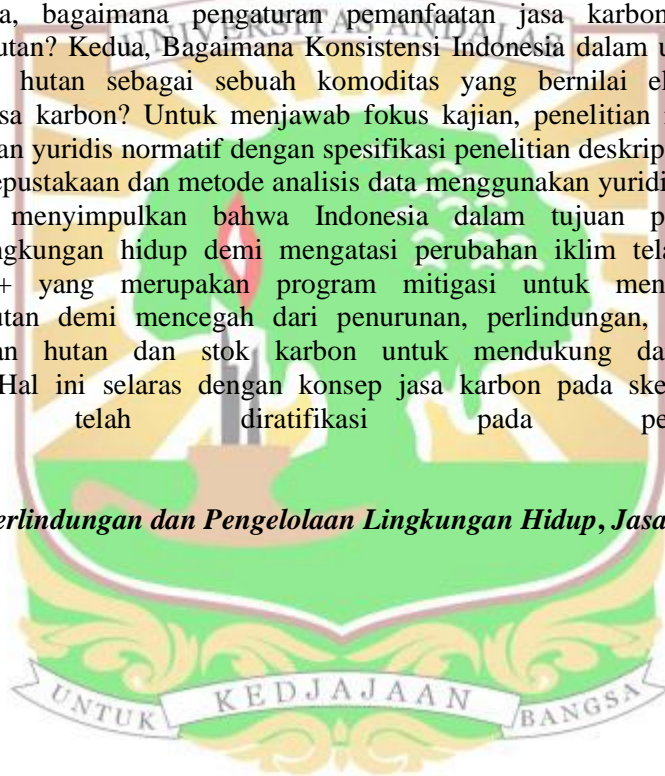 a, bagaimana pengaturan pemanfaatan jasa karbon
UNIVERSITAS ANDALAS
utan? Kedua, Bagaimana Konsistensi Indonesia dalam u
hutan sebagai sebuah komoditas yang bernilai e
sa karbon? Untuk menjawab fokus kajian, penelitian
an yuridis normatif dengan spesifikasi penelitian deskrip
epustakaan dan metode analisis data menggunakan yuridi
menyimpulkan bahwa Indonesia dalam tujuan p
ngkungan hidup demi mengatasi perubahan iklim tela
+ yang merupakan program mitigasi untuk men
utan demi mencegah dari penurunan, perlindungan,
an hutan dan stok karbon untuk mendukung da
Hal ini selaras dengan konsep jasa karbon pada ske
telah diratifikasi pada pe
erlindungan dan Pengelolaan Lingkungan Hidup, Jasa
UNTUK KEDJAJAAN BANGSA